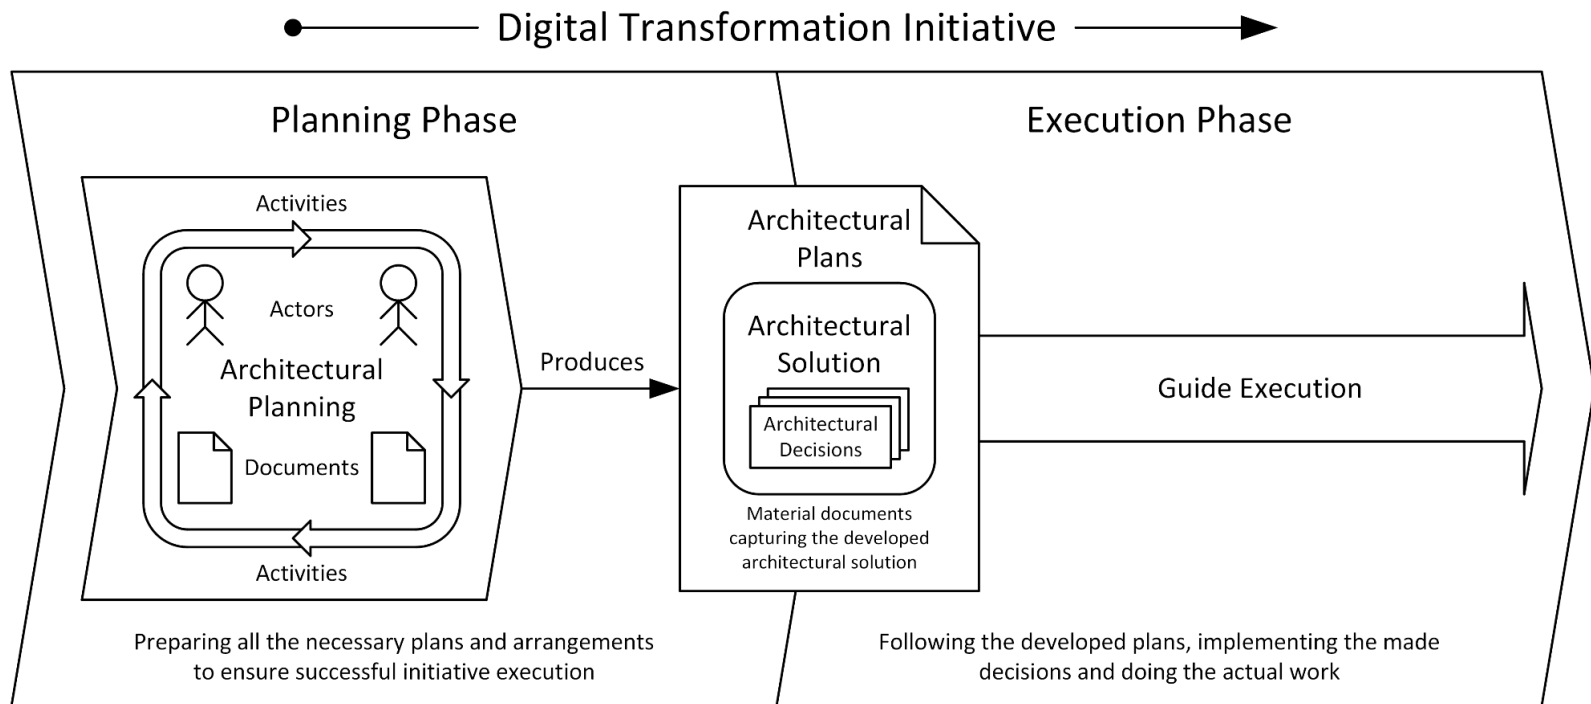 Digital Transformation Initiative
Planning Phase
Activities
Actors
Architectural
Planning
Documents
Activities
Preparing all the necessary plans and arrangements
to ensure successful initiative execution
Produces
Architectural
Plans
Architectural
Solution
Architectural
Decisions
Material documents
capturing the developed
architectural solution
Execution Phase
Guide Execution
Following the developed plans, implementing the made
decisions and doing the actual work